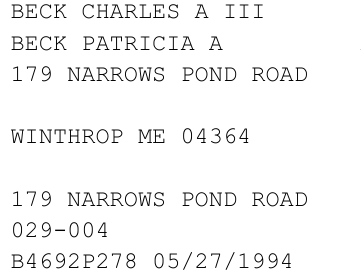 BECK CHARLES A III
BECK PATRICIA A
179 NARROWS POND ROAD
WINTHROP ME 04364
179 NARROWS POND ROAD
029-004
B4692P278 05/27/1994